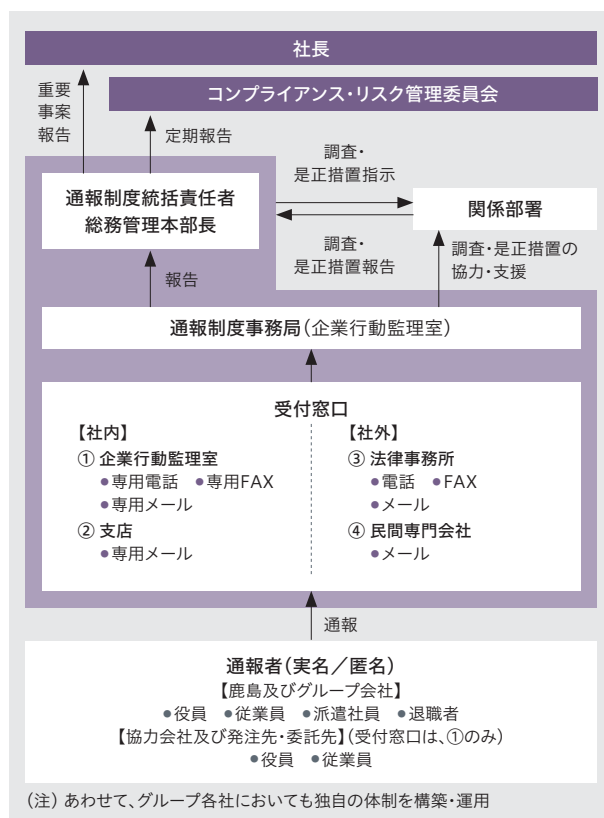 社長
重要
事案
報告
コンプライアンス・リスク管理委員会
定期報告
通報制度統括責任者
総務管理本部長
調査・
是正措置指示
関係部署
調査・
是正措置報告
報告
調査・是正措置の
協力・支援
通報制度事務局(企業行動監理室)
受付窓口
【社内】
① 企業行動監理室
●専用電話 ●専用FAX
●専用メール
② 支店
●専用メール
【社外】
③ 法律事務所
●電話 ●FAX
●メール
④ 民間専門会社
●メール
通報
通報者(実名／匿名)
【鹿島及びグループ会社】
●役員 ●従業員 ●派遣社員 ●退職者
【協力会社及び発注先・委託先】(受付窓口は、①のみ)
●役員 ●従業員
(注) あわせて、グループ各社においても独自の体制を構築・運用